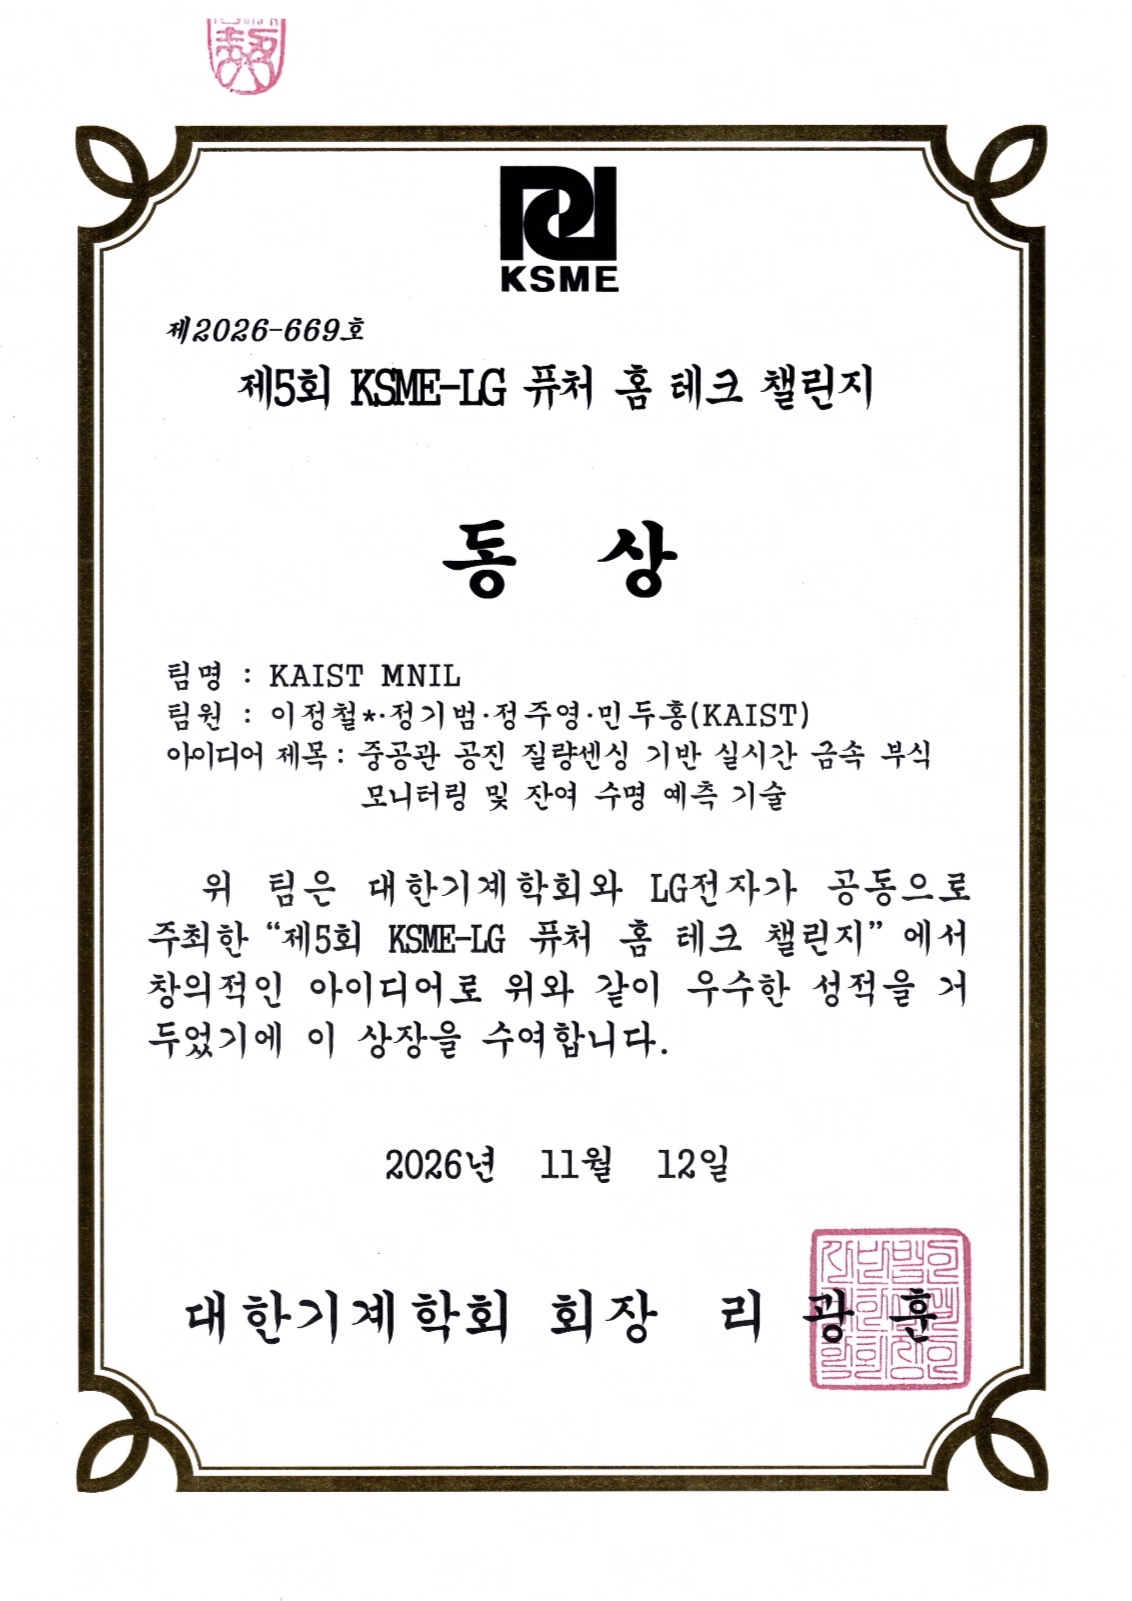 KSME
제2026-669호
제5회 KSME-LG 퓨처 홈 테크 챌린지
동 상
팀명 : KAIST MNIL
팀원 : 이정철*·정기범·정주영·민두홍(KAIST)
아이디어 제목 : 중공관 공진 질량센싱 기반 실시간 금속 부식
모니터링 및 잔여 수명 예측 기술
위 팀은 대한기계학회와 LG전자가 공동으로
주최한 “제5회 KSME-LG 퓨처 홈 테크 챌린지” 에서
창의적인 아이디어로 위와 같이 우수한 성적을 거
두었기에 이 상장을 수여합니다.
2026년 11월 12일
대한기계학회 회장 리 광 훈